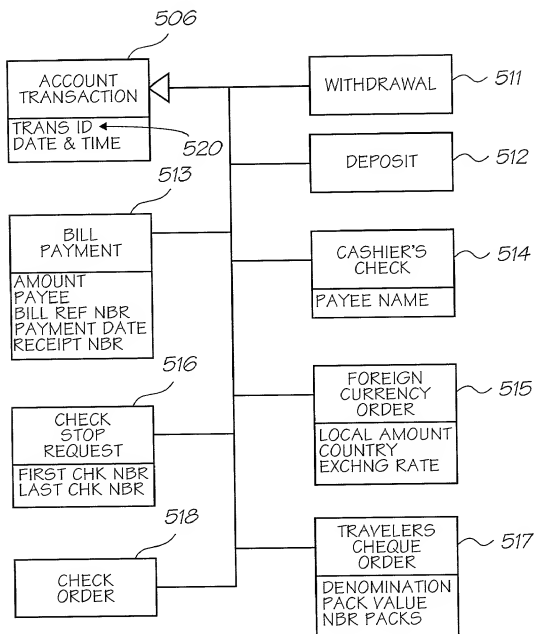 506
ACCOUNT
TRANSACTION
TRANS ID
DATE & TIME
520
WITHDRAWAL
511
DEPOSIT
512
513
BILL
PAYMENT
AMOUNT
PAYEE
BILL REF NBR
PAYMENT DATE
RECEIPT NBR
CASHIER'S
CHECK
PAYEE NAME
514
516
CHECK
STOP
REQUEST
FIRST CHK NBR
LAST CHK NBR
FOREIGN
CURRENCY
ORDER
LOCAL AMOUNT
COUNTRY
EXCHNG RATE
515
518
CHECK
ORDER
TRAVELERS
CHEQUE
ORDER
DENOMINATION
PACK VALUE
NBR PACKS
517